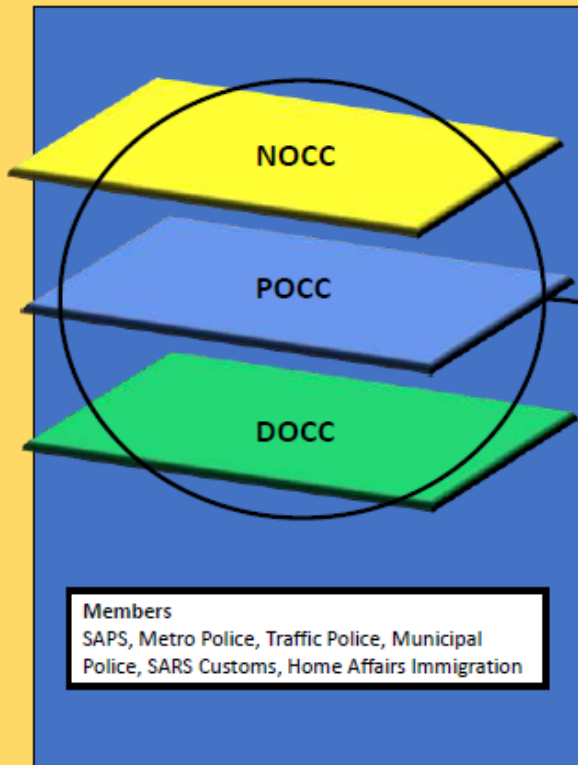 NOCC
POCC
DOCC
Members
SAPS, Metro Police, Traffic Police, Municipal
Police, SARS Customs, Home Affairs Immigration